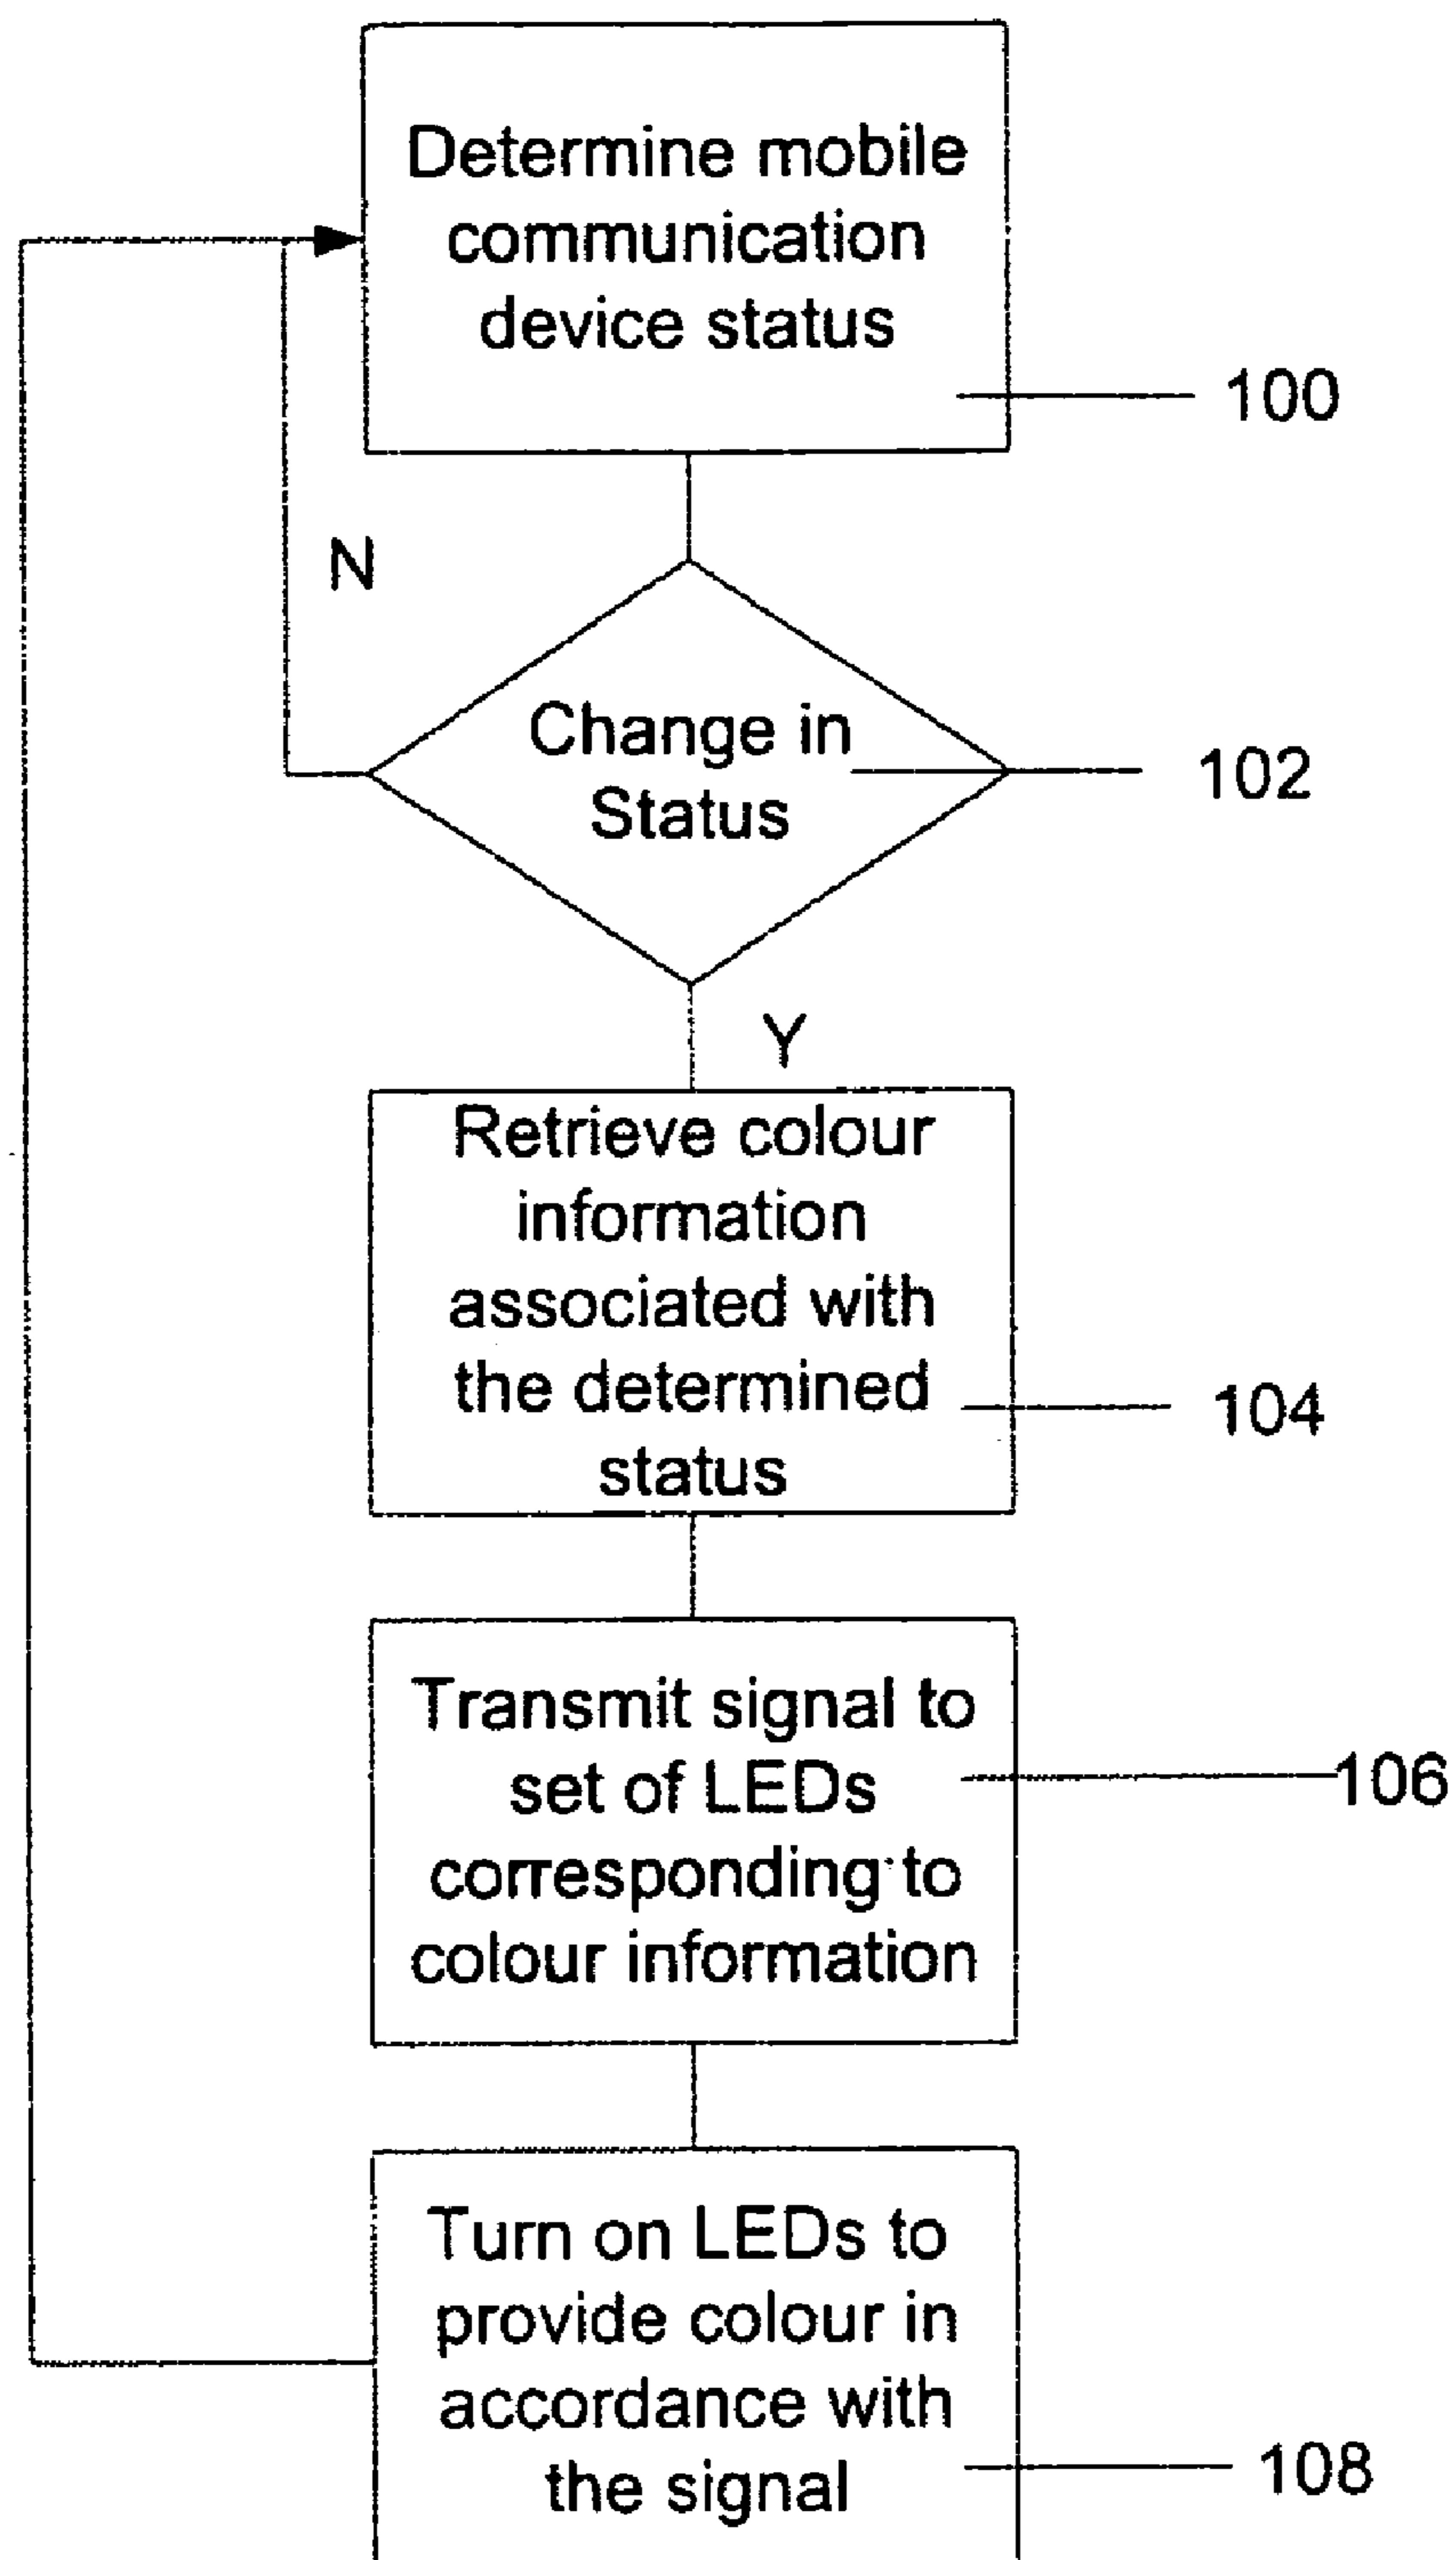 Determine mobile
communication
device status
100
N
Change in
Status
102
Y
Retrieve colour
information
associated with
the determined
status
104
Transmit signal to
set of LEDs
corresponding to
colour information
106
Turn on LEDs to
provide colour in
accordance with
the signal
108